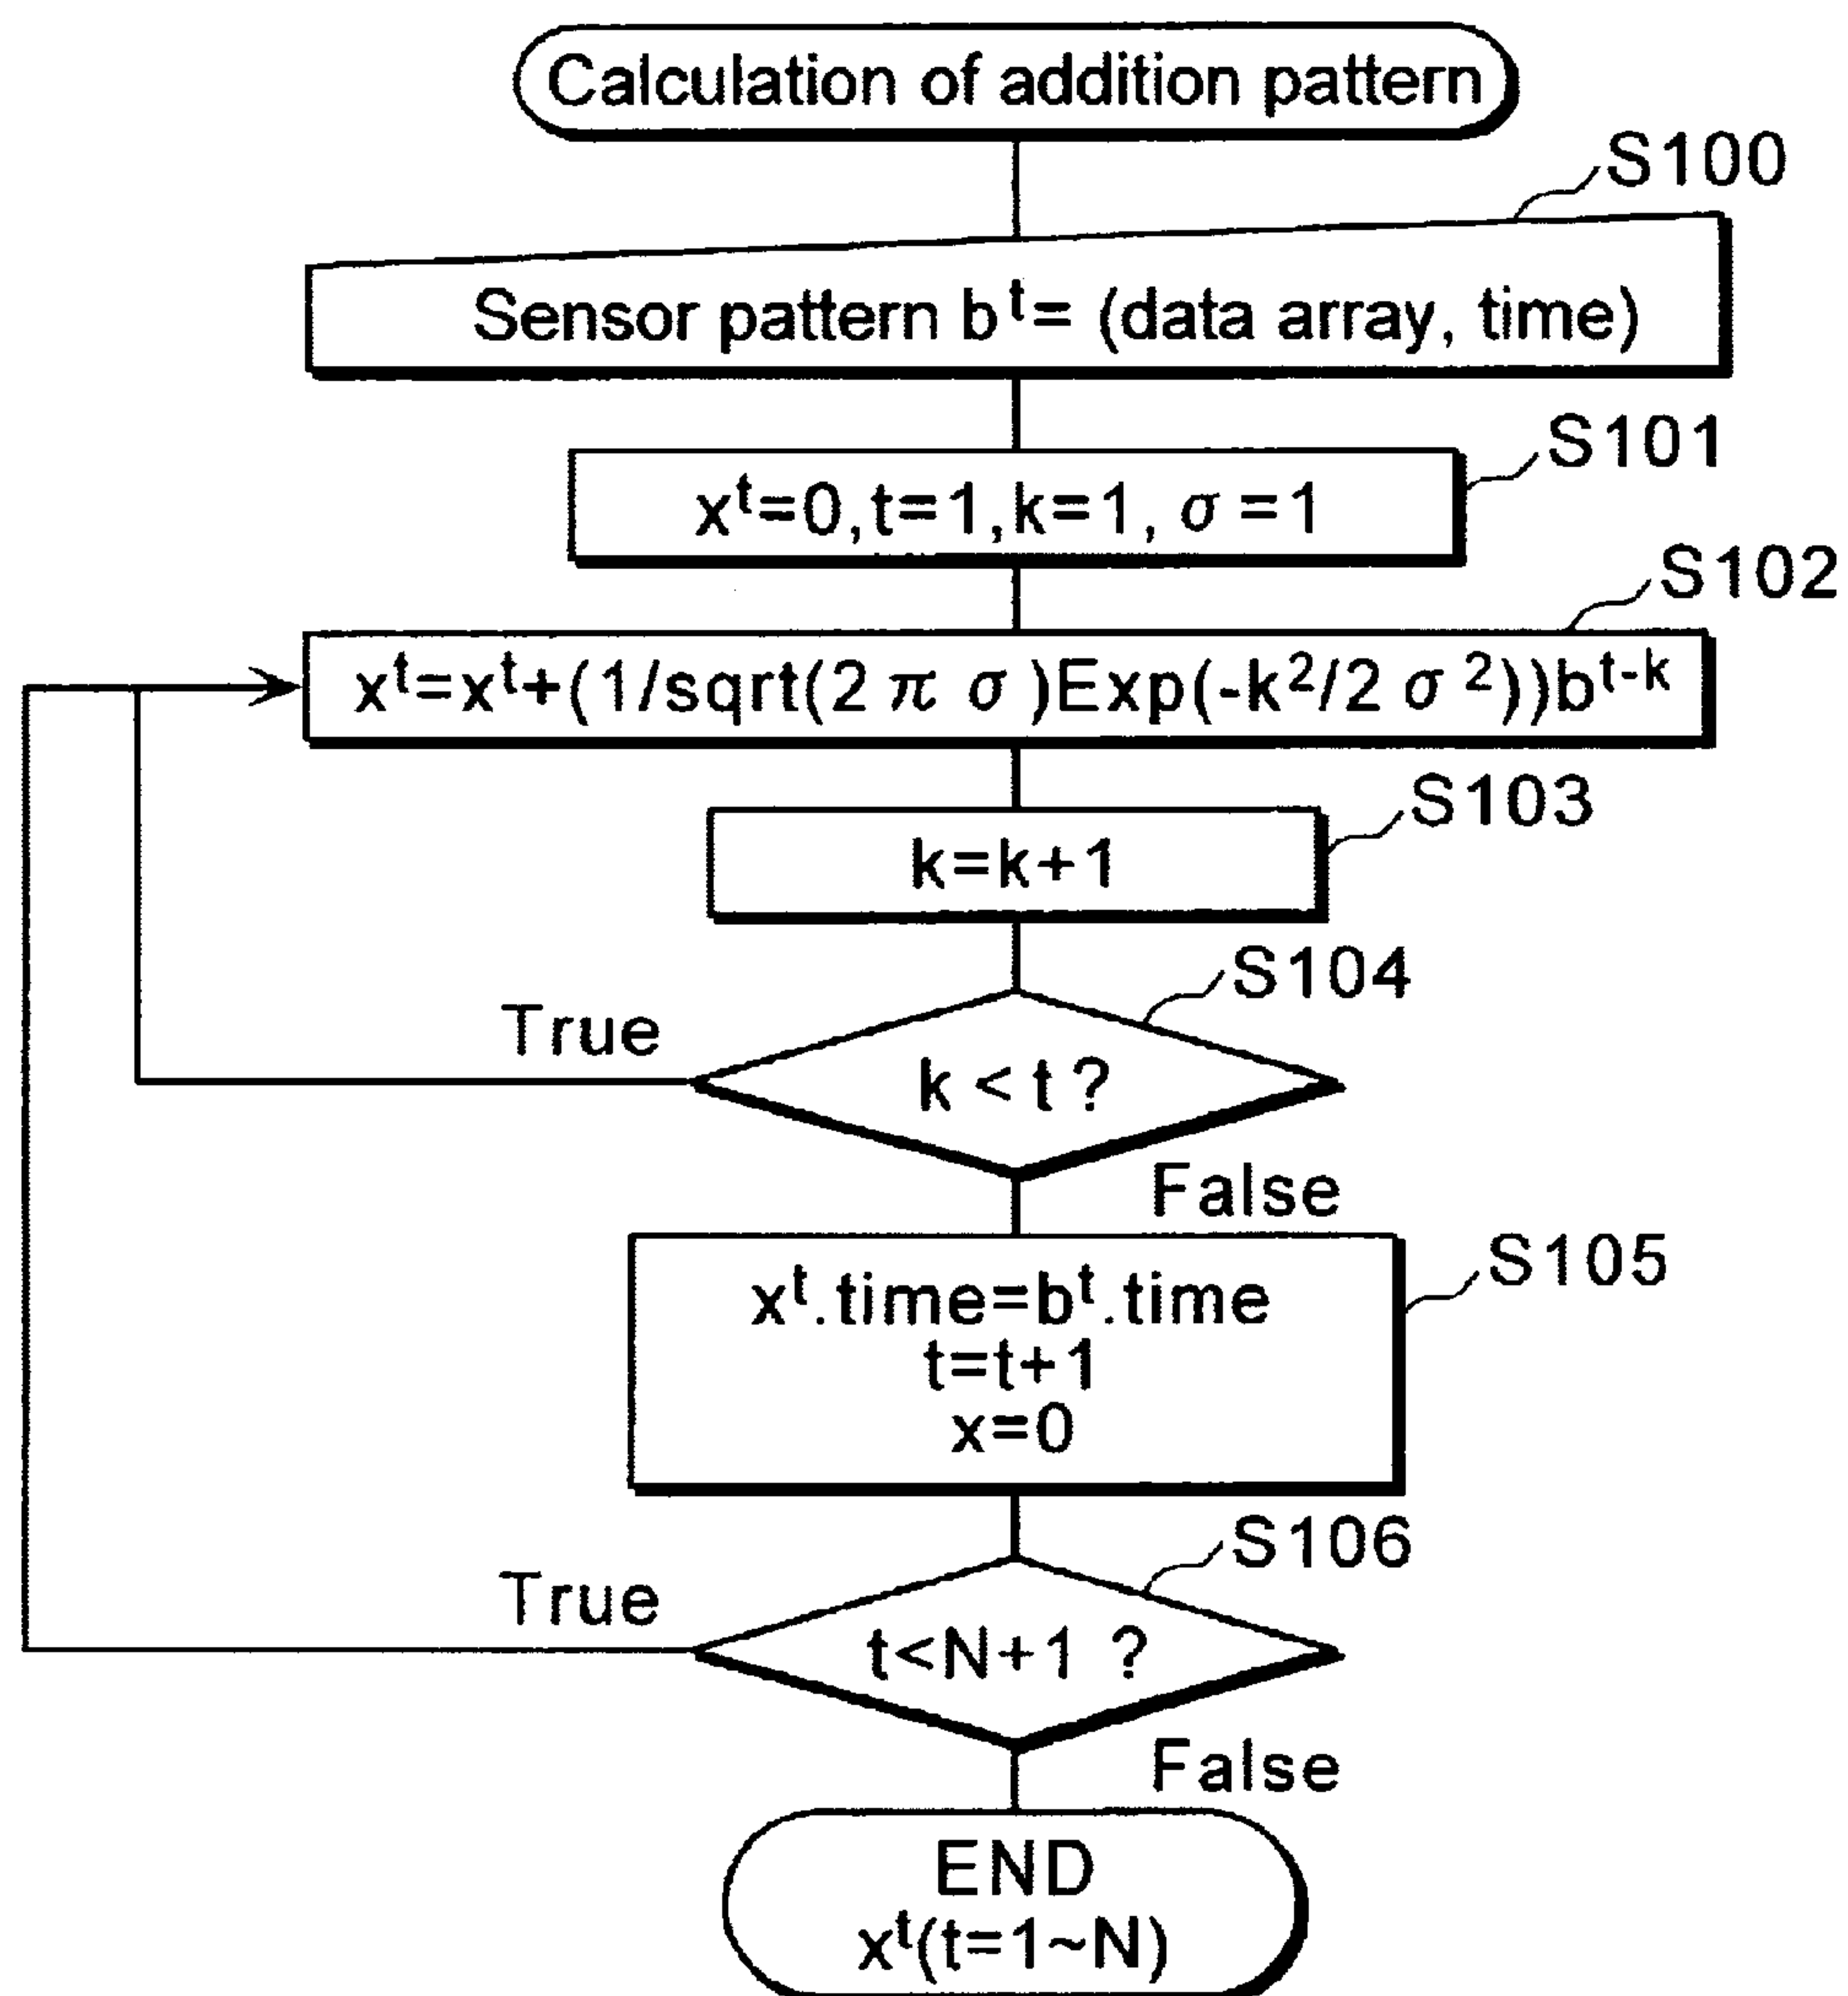 Calculation of addition pattern
S100
Sensor pattern bᵗ= (data array, time)
S101
xᵗ=0,t=1,k=1, σ=1
S102
xᵗ=xᵗ+(1/sqrt(2 π σ )Exp(-k²/2 σ ²))bᵗ⁻ᵏ
S103
k=k+1
S104
True
k < t ?
False
S105
xᵗ.time=bᵗ.time
t=t+1
x=0
S106
True
t<N+1 ?
False
END
xᵗ(t=1~N)